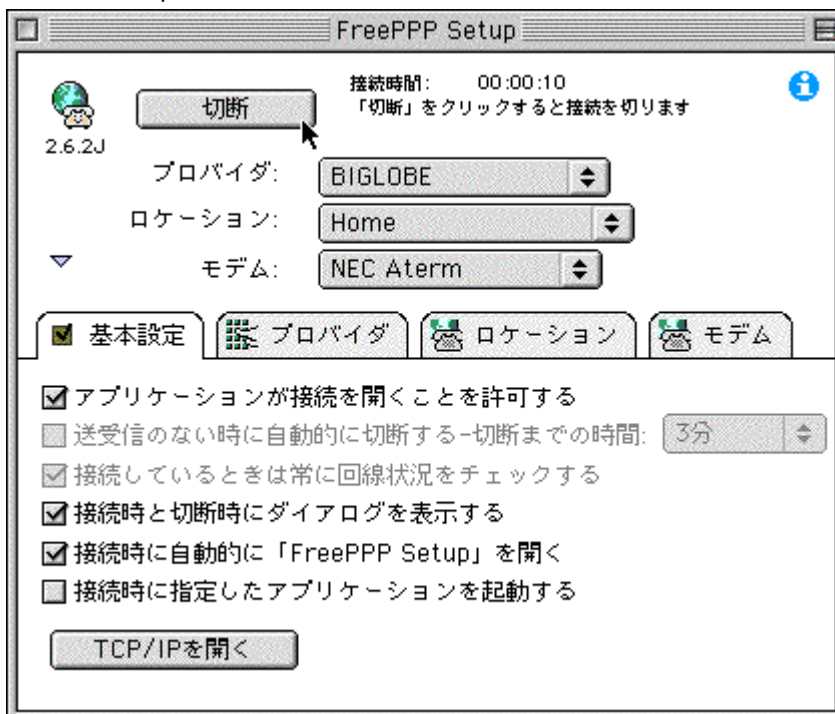 FreePPP Setup
接続時間: 00:00:10
切断
「切断」をクリックすると接続を切ります
2.6.2J
プロバイダ: BIGLOBE
ロケーション: Home
モデム: NEC Aterm
基本設定 プロバイダ ロケーション モデム
アプリケーションが接続を開くことを許可する
送受信のない時に自動的に切断する-切断までの時間: 3分
接続しているときは常に回線状況をチェックする
接続時と切断時にダイアログを表示する
接続時に自動的に「FreePPP Setup」を開く
接続時に指定したアプリケーションを起動する
TCP/IPを開く